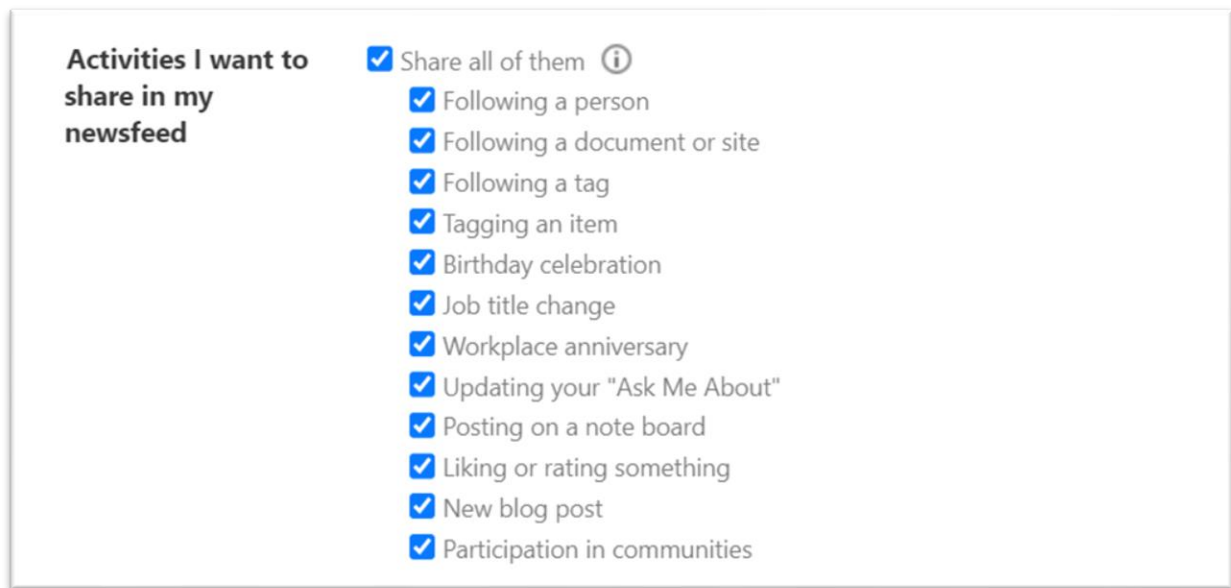 Activities I want to
share in my
newsfeed
Share all of them
Following a person
Following a document or site
Following a tag
Tagging an item
Birthday celebration
Job title change
Workplace anniversary
Updating your "Ask Me About"
Posting on a note board
Liking or rating something
New blog post
Participation in communities